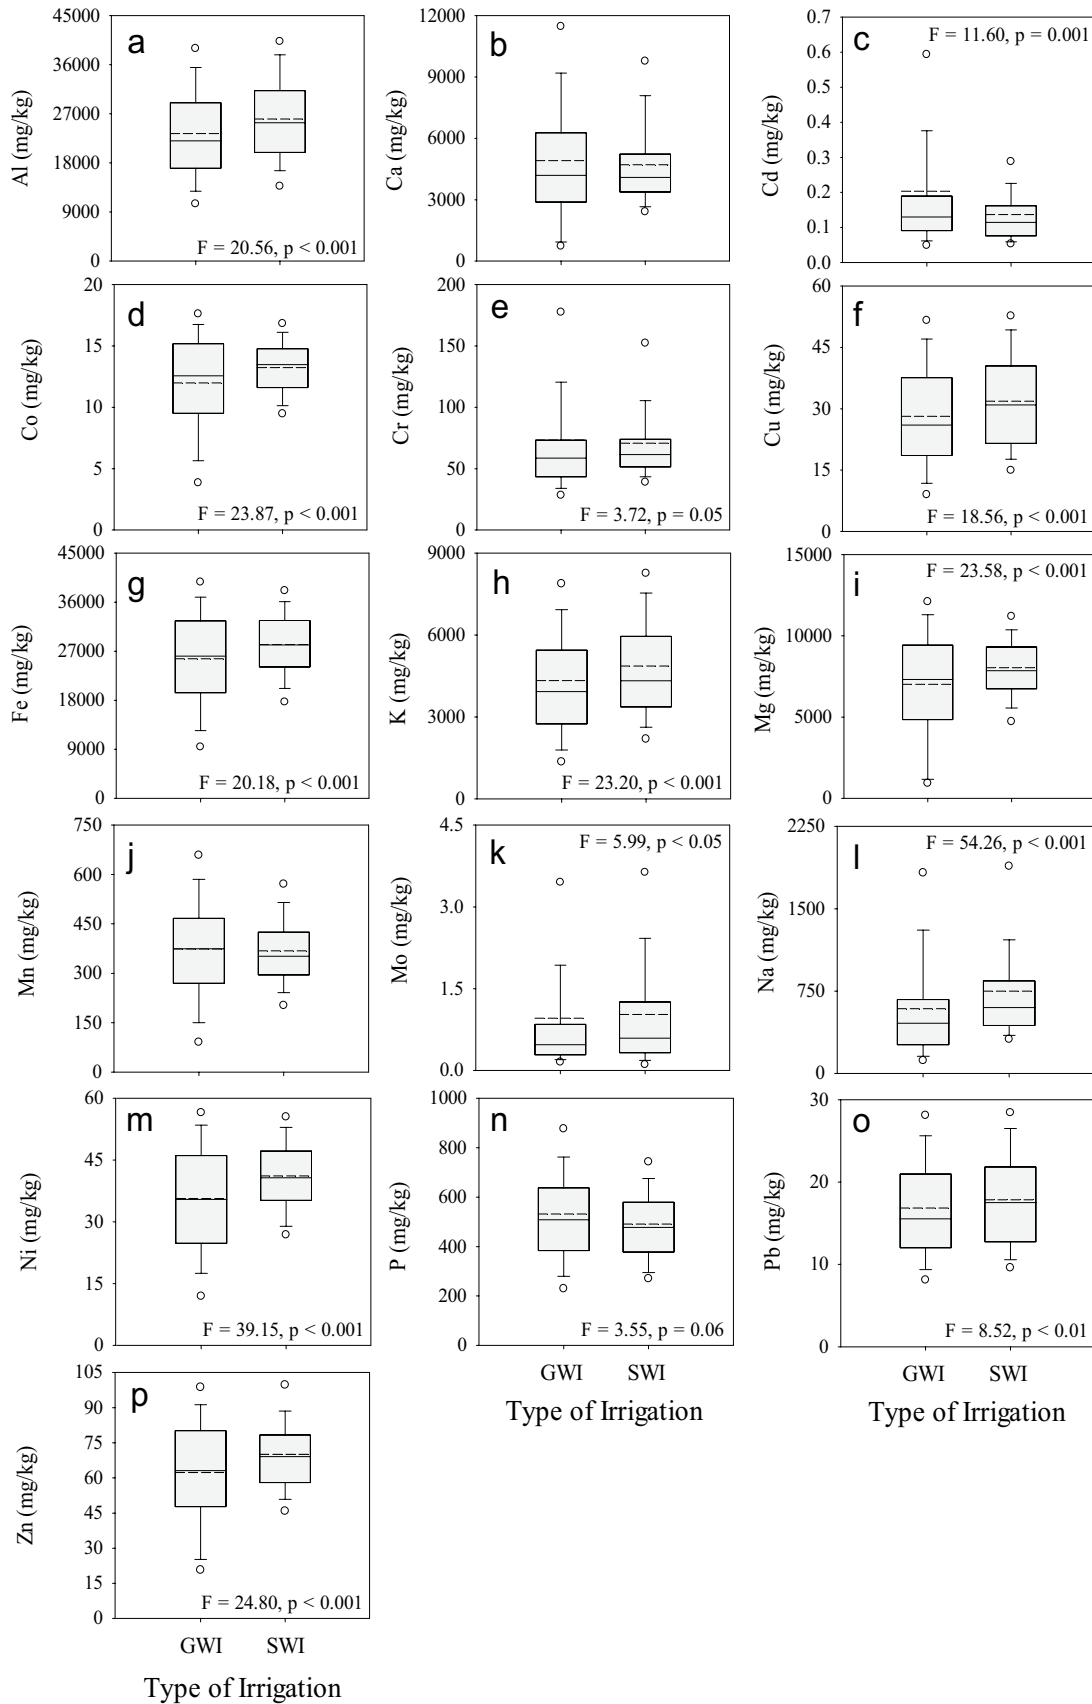 a
Al (mg/kg)
45000
36000
27000
18000
9000
0
F = 20.56, p < 0.001
b
Ca (mg/kg)
12000
9000
6000
3000
0
c
Cd (mg/kg)
0.7
0.6
0.5
0.4
0.3
0.2
0.1
0.0
F = 11.60, p = 0.001
d
Co (mg/kg)
20
15
10
5
0
F = 23.87, p < 0.001
e
Cr (mg/kg)
200
150
100
50
0
F = 3.72, p = 0.05
f
Cu (mg/kg)
60
45
30
15
0
F = 18.56, p < 0.001
g
Fe (mg/kg)
45000
36000
27000
18000
9000
0
F = 20.18, p < 0.001
h
K (mg/kg)
9000
6000
3000
0
F = 23.20, p < 0.001
i
Mg (mg/kg)
15000
10000
5000
0
F = 23.58, p < 0.001
j
Mn (mg/kg)
750
600
450
300
150
0
k
Mo (mg/kg)
4.5
3.0
1.5
0.0
F = 5.99, p < 0.05
l
Na (mg/kg)
2250
1500
750
0
F = 54.26, p < 0.001
m
Ni (mg/kg)
60
45
30
15
0
F = 39.15, p < 0.001
n
P (mg/kg)
1000
800
600
400
200
0
F = 3.55, p = 0.06
GWI SWI
Type of Irrigation
o
Pb (mg/kg)
30
20
10
0
F = 8.52, p < 0.01
GWI SWI
Type of Irrigation
p
Zn (mg/kg)
105
90
75
60
45
30
15
0
F = 24.80, p < 0.001
GWI SWI
Type of Irrigation